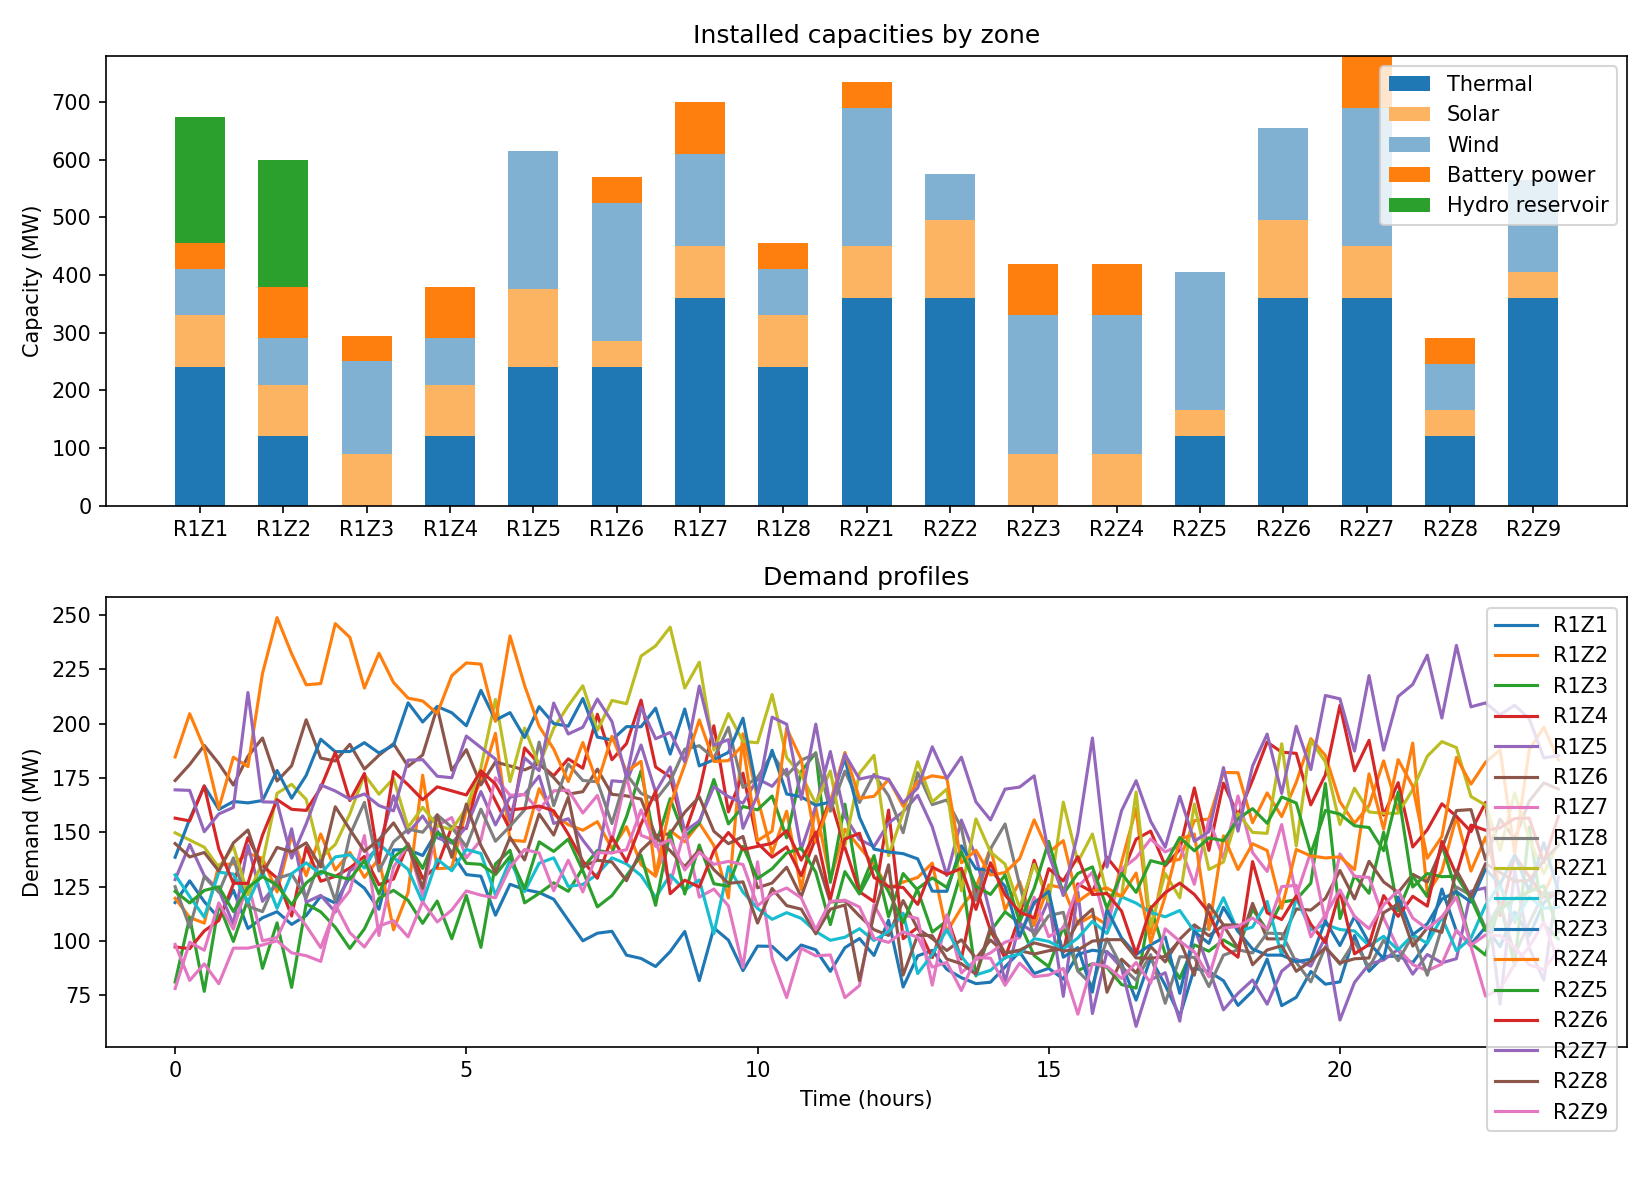 Installed capacities by zone
Capacity (MW)
700
600
500
400
300
200
100
0
Thermal
Solar
Wind
Battery power
Hydro reservoir
R1Z1 R1Z2 R1Z3 R1Z4 R1Z5 R1Z6 R1Z7 R1Z8 R2Z1 R2Z2 R2Z3 R2Z4 R2Z5 R2Z6 R2Z7 R2Z8 R2Z9
Demand profiles
Demand (MW)
250
225
200
175
150
125
100
75
R1Z1
R1Z2
R1Z3
R1Z4
R1Z5
R1Z6
R1Z7
R1Z8
R2Z1
R2Z2
R2Z3
R2Z4
R2Z5
R2Z6
R2Z7
R2Z8
R2Z9
0 5 10 15 20
Time (hours)